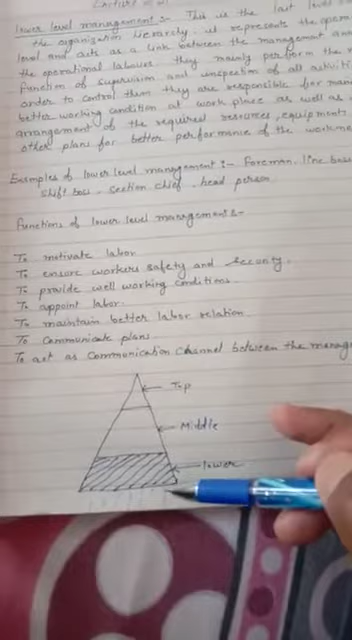 Lecture =
lower level management :- This is the last level
the organization hierarchy. it represents the opera
level and acts as a link between the management and
the operational labour. they mainly perform the
function of supervision and inspection of all activiti
order to control them they are responsible for main
better working condition at work place as well as
arrangement of the required resources, equipments
other plans for better performance of the workme
Examples of lower level management :- Foreman, line boss
shift boss, section chief, head person
Functions of lower level management :-
To motivate labor
To ensure workers safety and security.
To provide well working conditions
To appoint labor.
To maintain better labor relation
To communicate plans
To act as communication channel between the manag
Top
Middle
lower